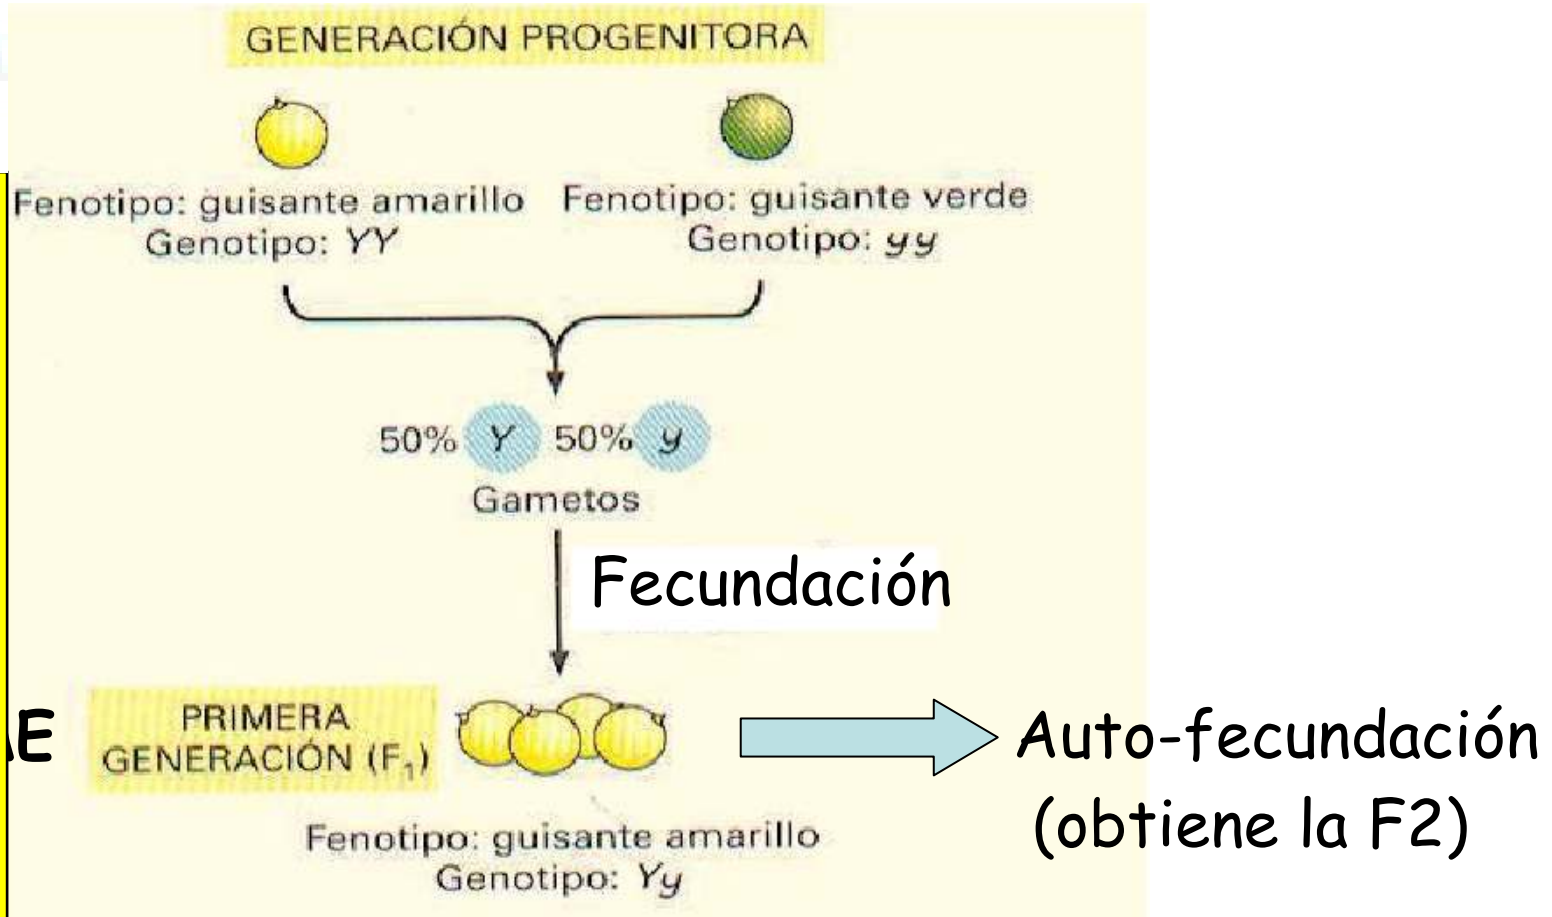 GENERACIÓN PROGENITORA
Fenotipo: guisante amarillo
Genotipo: YY
Fenotipo: guisante verde
Genotipo: yy
50% Y 50% y
Gametos
Fecundación
PRIMERA
GENERACIÓN (F₁)
Fenotipo: guisante amarillo
Genotipo: Yy
Auto-fecundación
(obtiene la F2)